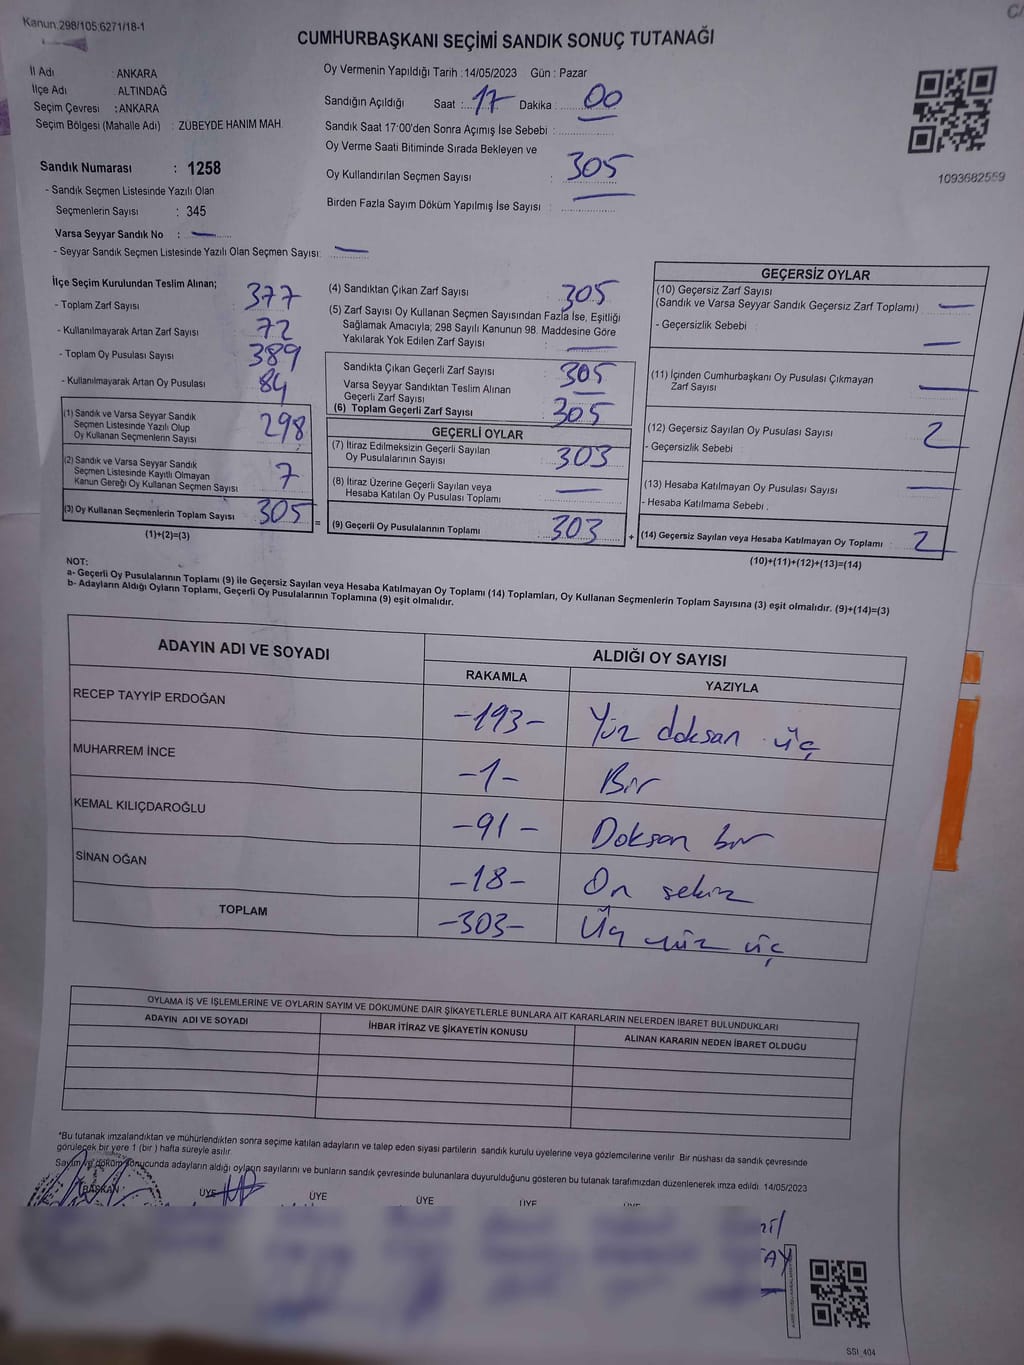 Kanun.298/105:6271/18-1
CUMHURBAŞKANI SEÇİMİ SANDIK SONUÇ TUTANAĞI
İl Adı : ANKARA
İlçe Adı : ALTINDAĞ
Seçim Çevresi : ANKARA
Seçim Bölgesi (Mahalle Adı) : ZÜBEYDE HANIM MAH.
Oy Vermenin Yapıldığı Tarih :14/05/2023 Gün : Pazar
Sandığın Açıldığı Saat : 17 Dakika : 00
Sandık Saat 17:00'den Sonra Açımış İse Sebebi :
Oy Verme Saati Bitiminde Sırada Bekleyen ve
Oy Kullandırılan Seçmen Sayısı : 305
Birden Fazla Sayım Döküm Yapılmış İse Sayısı :
1093682559
Sandık Numarası : 1258
- Sandık Seçmen Listesinde Yazılı Olan
Seçmenlerin Sayısı : 345
Varsa Seyyar Sandık No : —
- Seyyar Sandık Seçmen Listesinde Yazılı Olan Seçmen Sayısı: —
İlçe Seçim Kurulundan Teslim Alınan;
- Toplam Zarf Sayısı 377
- Kullanılmayarak Artan Zarf Sayısı 72
- Toplam Oy Pusulası Sayısı 389
- Kullanılmayarak Artan Oy Pusulası 84
(1) Sandık ve Varsa Seyyar Sandık
Seçmen Listesinde Yazılı Olup
Oy Kullanan Seçmenlerin Sayısı 298
(2) Sandık ve Varsa Seyyar Sandık
Seçmen Listesinde Kayıtlı Olmayan
Kanun Gereği Oy Kullanan Seçmen Sayısı 7
(3) Oy Kullanan Seçmenlerin Toplam Sayısı 305 =
(1)+(2)=(3)
(4) Sandıktan Çıkan Zarf Sayısı : 305
(5) Zarf Sayısı Oy Kullanan Seçmen Sayısından Fazla İse, Eşitliği
Sağlamak Amacıyla; 298 Sayılı Kanunun 98. Maddesine Göre
Yakılarak Yok Edilen Zarf Sayısı : —
Sandıkta Çıkan Geçerli Zarf Sayısı : 305
Varsa Seyyar Sandıktan Teslim Alınan
Geçerli Zarf Sayısı : —
(6) Toplam Geçerli Zarf Sayısı 305
GEÇERLİ OYLAR
(7) İtiraz Edilmeksizin Geçerli Sayılan
Oy Pusulalarının Sayısı : 303
(8) İtiraz Üzerine Geçerli Sayılan veya
Hesaba Katılan Oy Pusulası Toplamı : —
(9) Geçerli Oy Pusulalarının Toplamı 303 +
GEÇERSİZ OYLAR
(10) Geçersiz Zarf Sayısı
(Sandık ve Varsa Seyyar Sandık Geçersiz Zarf Toplamı) : —
- Geçersizlik Sebebi : —
(11) İçinden Cumhurbaşkanı Oy Pusulası Çıkmayan
Zarf Sayısı : —
(12) Geçersiz Sayılan Oy Pusulası Sayısı : 2
- Geçersizlik Sebebi :
(13) Hesaba Katılmayan Oy Pusulası Sayısı : —
- Hesaba Katılmama Sebebi .
(14) Geçersiz Sayılan veya Hesaba Katılmayan Oy Toplamı : 2
(10)+(11)+(12)+(13)=(14)
NOT:
a- Geçerli Oy Pusulalarının Toplamı (9) ile Geçersiz Sayılan veya Hesaba Katılmayan Oy Toplamı (14) Toplamları, Oy Kullanan Seçmenlerin Toplam Sayısına (3) eşit olmalıdır. (9)+(14)=(3)
b- Adayların Aldığı Oyların Toplamı, Geçerli Oy Pusulalarının Toplamına (9) eşit olmalıdır.
ADAYIN ADI VE SOYADI
ALDIĞI OY SAYISI
RAKAMLA YAZIYLA
RECEP TAYYİP ERDOĞAN -193- Yüz doksan üç
MUHARREM İNCE -1- Bir
KEMAL KILIÇDAROĞLU -91- Doksan bir
SİNAN OĞAN -18- On sekiz
TOPLAM -303- Üç yüz üç
OYLAMA İŞ VE İŞLEMLERİNE VE OYLARIN SAYIM VE DÖKÜMÜNE DAİR ŞİKAYETLERLE BUNLARA AİT KARARLARIN NELERDEN İBARET BULUNDUKLARI
ADAYIN ADI VE SOYADI İHBAR İTİRAZ VE ŞİKAYETİN KONUSU ALINAN KARARIN NEDEN İBARET OLDUĞU
*Bu tutanak imzalandıktan ve mühürlendikten sonra seçime katılan adayların ve talep eden siyasi partilerin sandık kurulu üyelerine veya gözlemcilerine verilir. Bir nüshası da sandık çevresinde
görülecek bir yere 1 (bir) hafta süreyle asılır.
Sayım ve döküm sonucunda adayların aldığı oyların sayılarını ve bunların sandık çevresinde bulunanlara duyurulduğunu gösteren bu tutanak tarafımızdan düzenlenerek imza edildi. 14/05/2023
BAŞKAN ÜYE ÜYE ÜYE ÜYE ÜYE
SSI_404